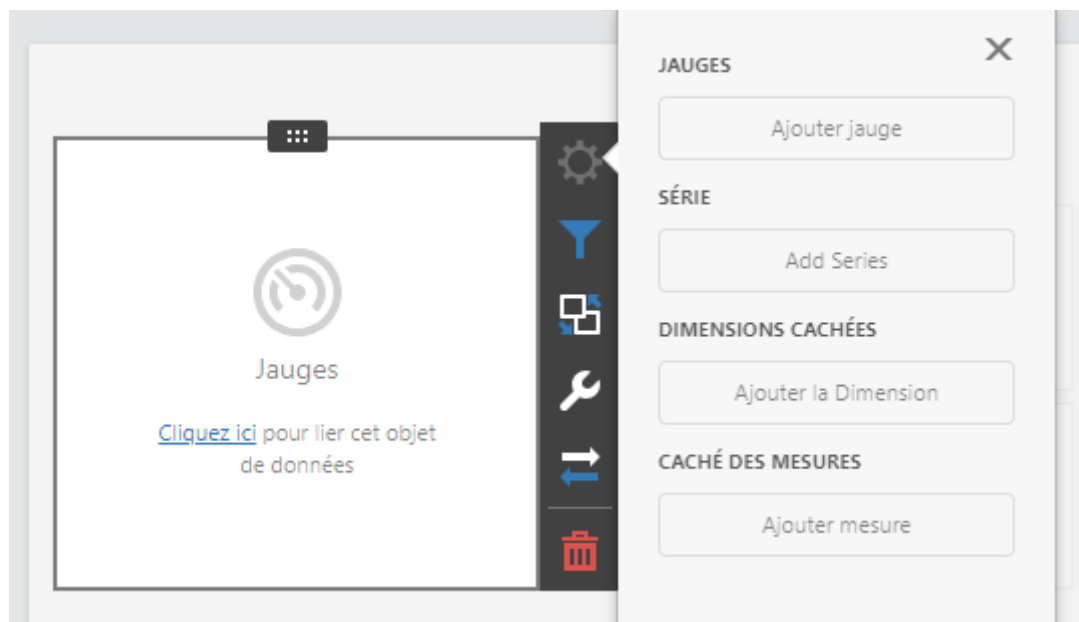 Jauges
Cliquez ici pour lier cet objet
de données
JAUGES
Ajouter jauge
SÉRIE
Add Series
DIMENSIONS CACHÉES
Ajouter la Dimension
CACHÉ DES MESURES
Ajouter mesure